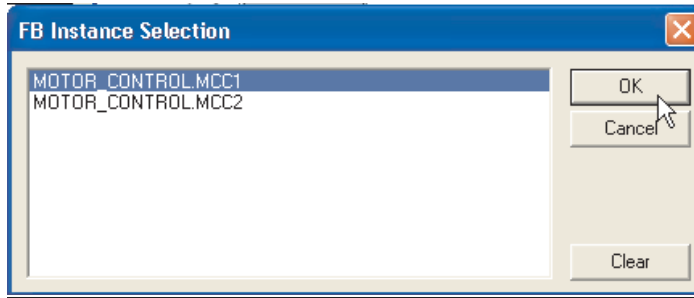 FB Instance Selection
MOTOR_CONTROL.MCC1
MOTOR_CONTROL.MCC2
OK
Cancel
Clear